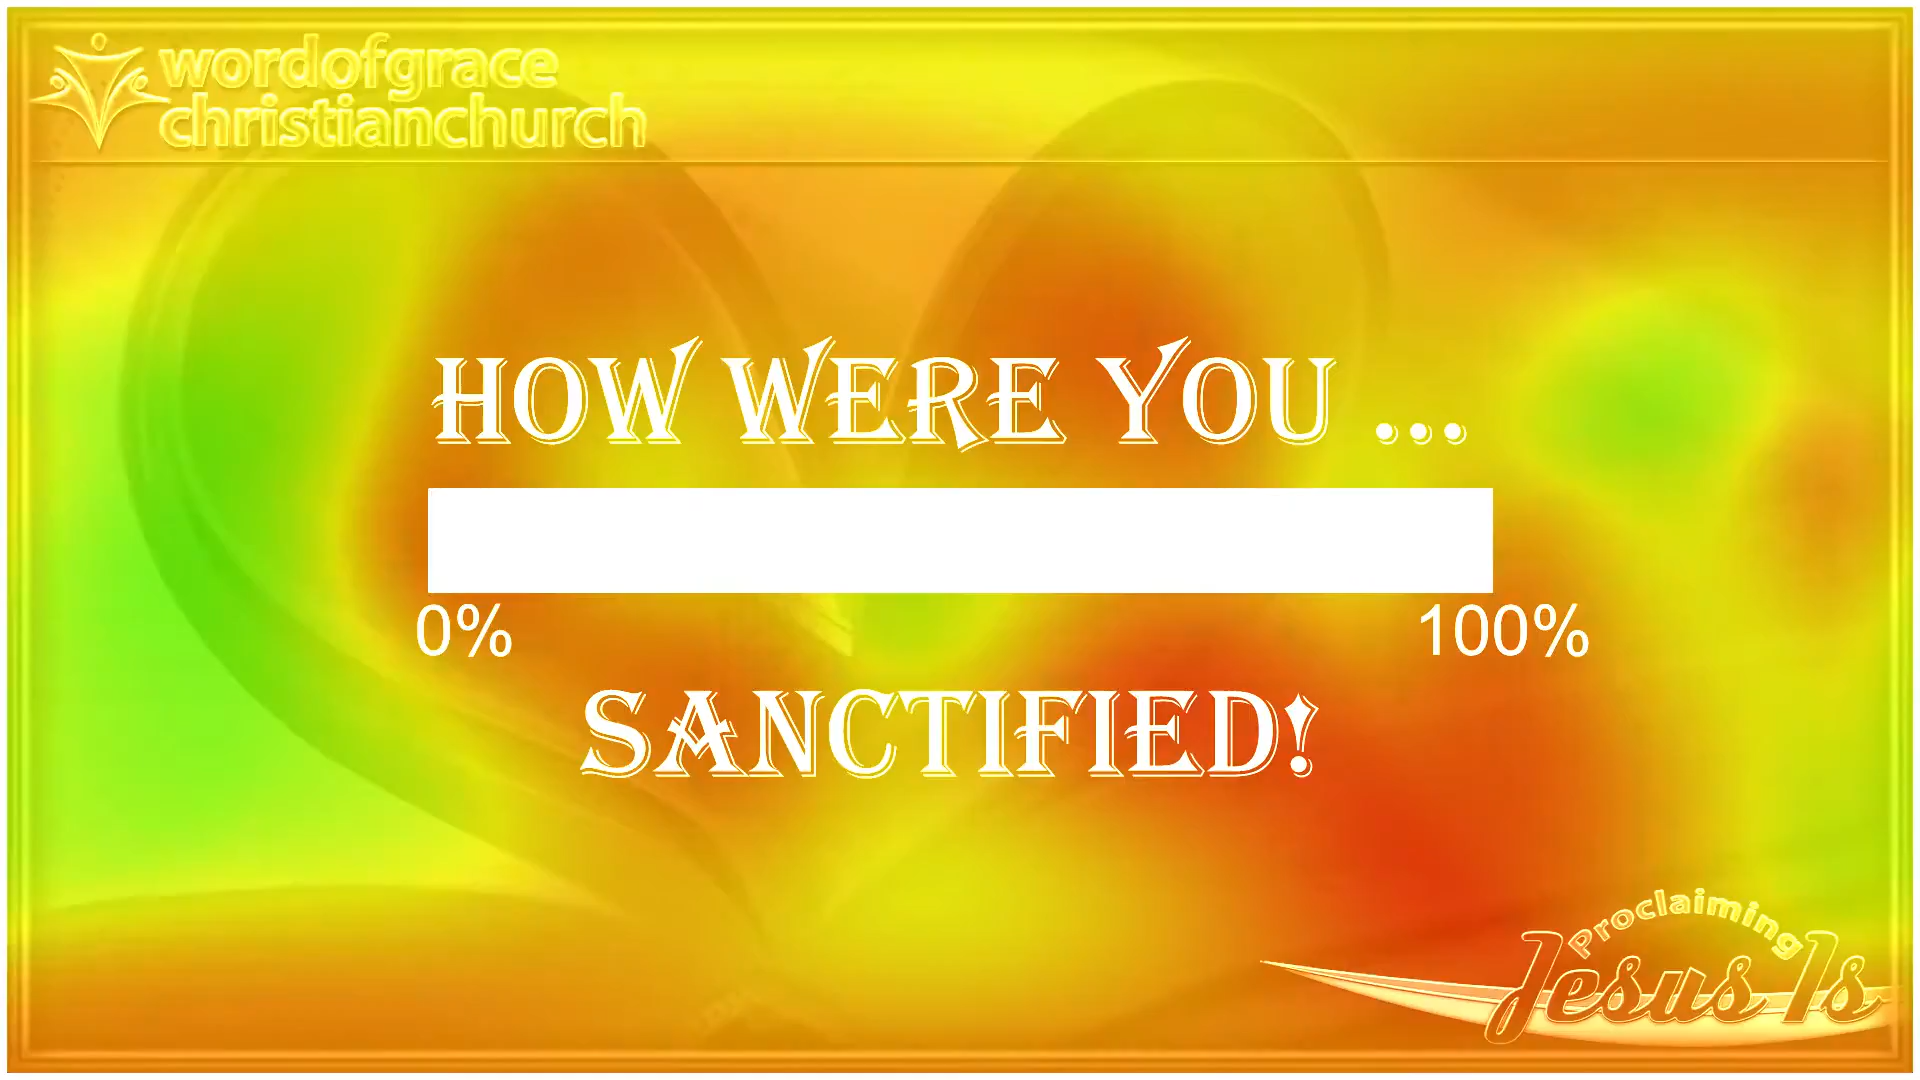 wordofgrace
christianchurch
HOW WERE YOU ...
0% 100%
SANCTIFIED!
Proclaiming
Jesus Is